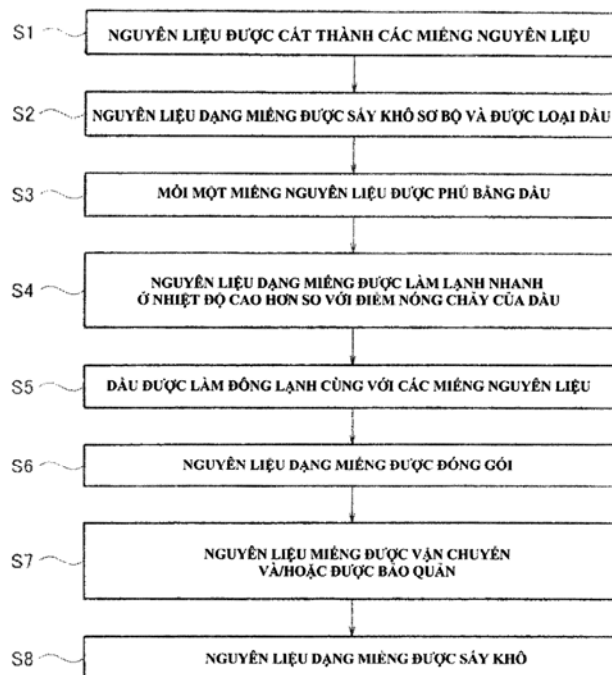 S1 NGUYÊN LIỆU ĐƯỢC CẮT THÀNH CÁC MIẾNG NGUYÊN LIỆU
S2 NGUYÊN LIỆU DẠNG MIẾNG ĐƯỢC SẤY KHÔ SƠ BỘ VÀ ĐƯỢC LOẠI DẦU
S3 MỖI MỘT MIẾNG NGUYÊN LIỆU ĐƯỢC PHỦ BẰNG DẦU
S4 NGUYÊN LIỆU DẠNG MIẾNG ĐƯỢC LÀM LẠNH NHANH
Ở NHIỆT ĐỘ CAO HƠN SO VỚI ĐIỂM NÓNG CHẢY CỦA DẦU
S5 DẦU ĐƯỢC LÀM ĐÔNG LẠNH CÙNG VỚI CÁC MIẾNG NGUYÊN LIỆU
S6 NGUYÊN LIỆU DẠNG MIẾNG ĐƯỢC ĐÓNG GÓI
S7 NGUYÊN LIỆU MIẾNG ĐƯỢC VẬN CHUYỂN
VÀ/HOẶC ĐƯỢC BẢO QUẢN
S8 NGUYÊN LIỆU DẠNG MIẾNG ĐƯỢC SẤY KHÔ